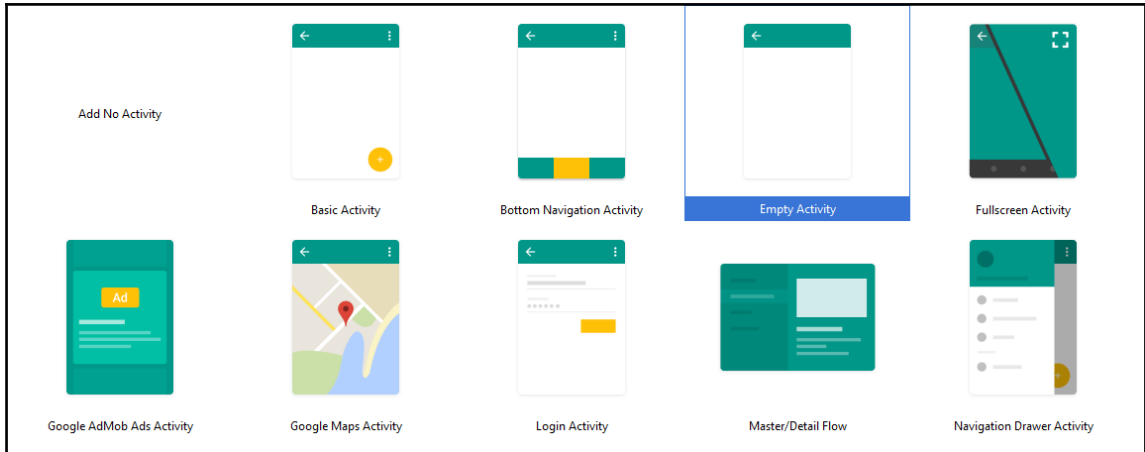 Add No Activity
Basic Activity
Bottom Navigation Activity
Empty Activity
Fullscreen Activity
Ad
Google AdMob Ads Activity
Google Maps Activity
Login Activity
Master/Detail Flow
Navigation Drawer Activity